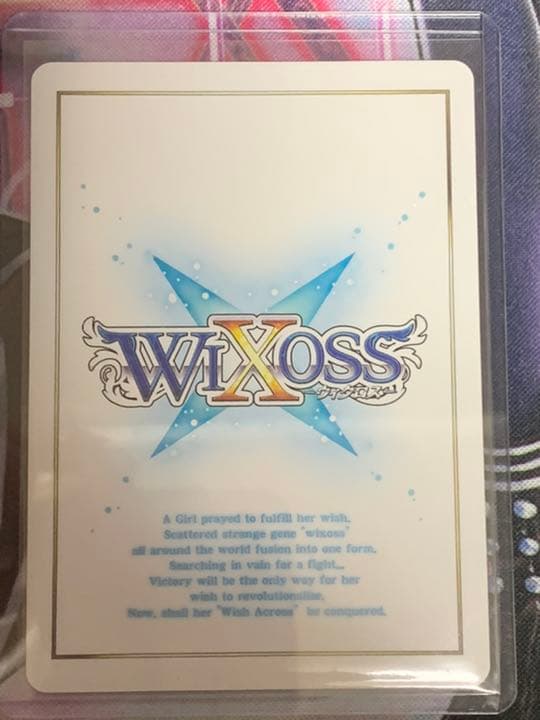 WIXOSS
ウィクロス
A Girl prayed to fulfill her wish.
Scattered strange gene "wixoss"
all around the world fusion into one form.
Searching in vain for a fight...
Victory will be the only way for her
wish to revolutionalize.
Now, shall her "Wish Across" be conquered.